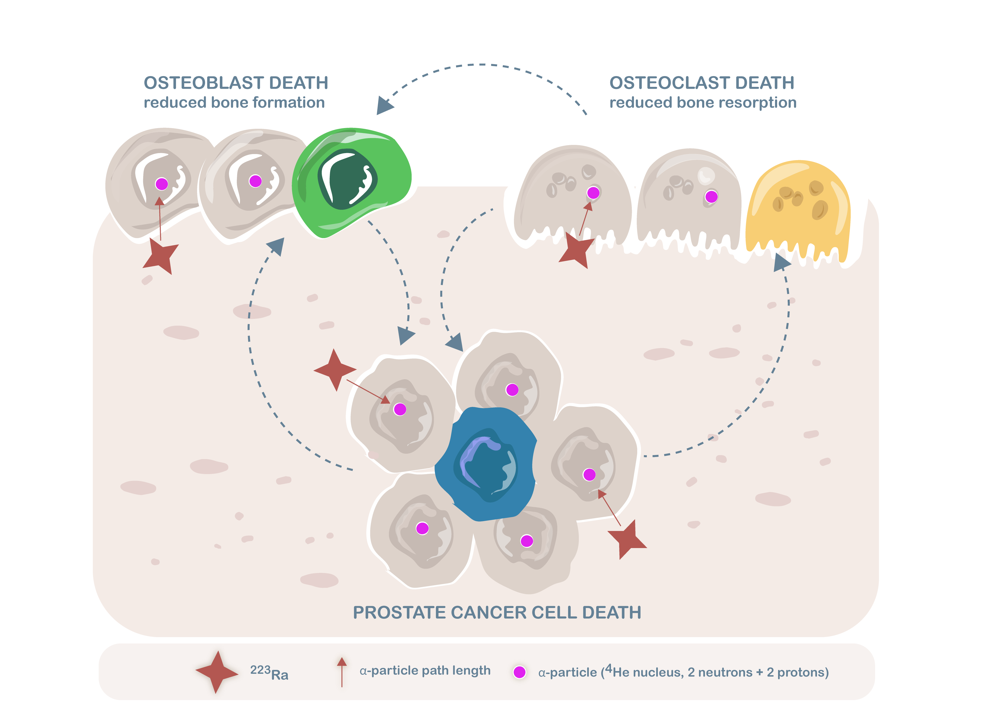 OSTEOBLAST DEATH
reduced bone formation
OSTEOCLAST DEATH
reduced bone resorption
PROSTATE CANCER CELL DEATH
²²³Ra
α-particle path length
α-particle (⁴He nucleus, 2 neutrons + 2 protons)